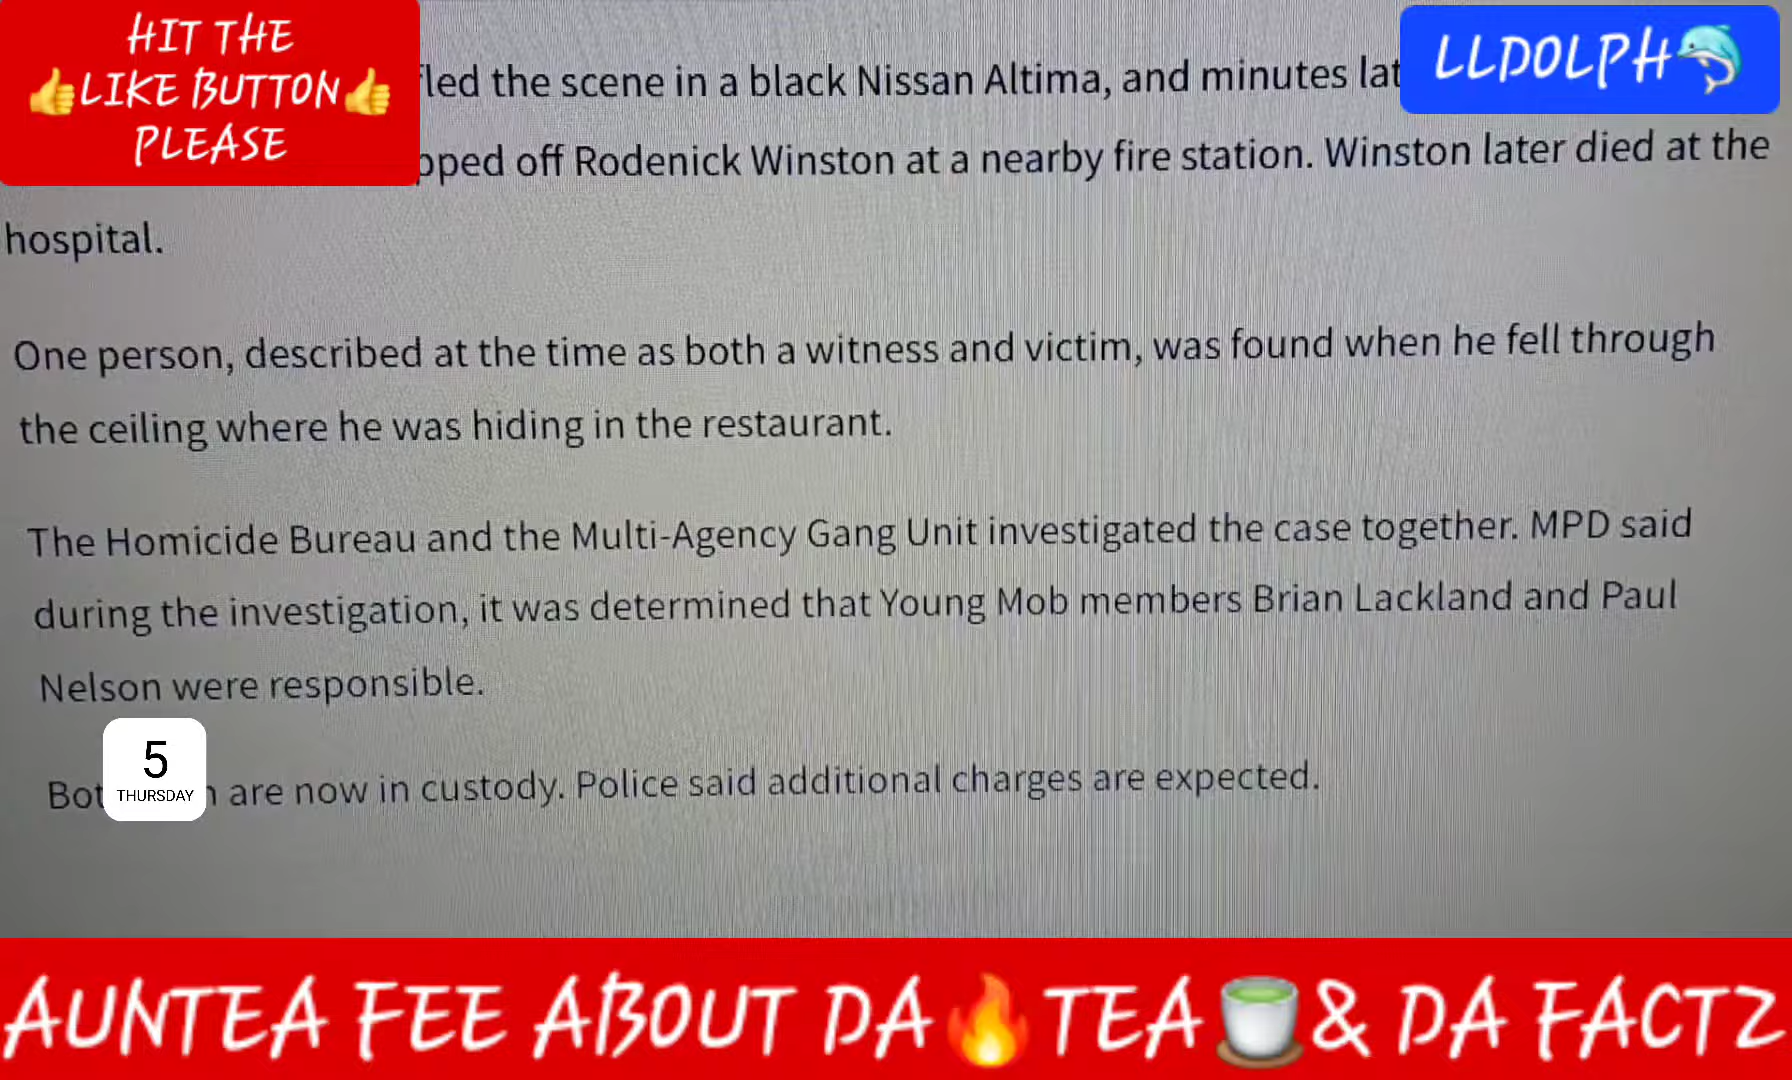 HIT THE
👍LIKE BUTTON👍
PLEASE
LLDOLPH🐬
fled the scene in a black Nissan Altima, and minutes
off Rodenick Winston at a nearby fire station. Winston later died at the
hospital.
One person, described at the time as both a witness and victim, was found when he fell through
the ceiling where he was hiding in the restaurant.
The Homicide Bureau and the Multi-Agency Gang Unit investigated the case together. MPD said
during the investigation, it was determined that Young Mob members Brian Lackland and Paul
Nelson were responsible.
5
THURSDAY
are now in custody. Police said additional charges are expected.
AUNTEA FEE ABOUT DA🔥TEA🍵& DA FACTZ